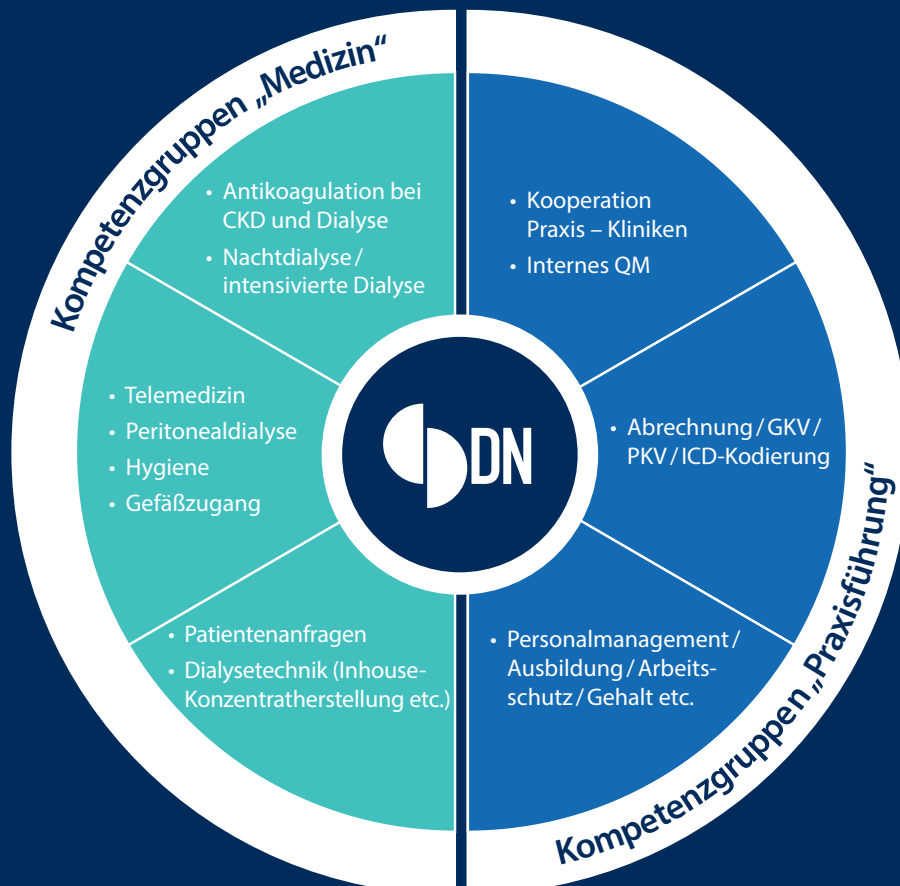 Kompetenzgruppen „Medizin“
• Antikoagulation bei
CKD und Dialyse
• Nachtdialyse /
intensivierte Dialyse
• Telemedizin
• Peritonealdialyse
• Hygiene
• Gefäßzugang
• Patientenanfragen
• Dialysetechnik (Inhouse-
Konzentratherstellung etc.)
DN
• Kooperation
Praxis – Kliniken
• Internes QM
• Abrechnung / GKV /
PKV / ICD-Kodierung
• Personalmanagement /
Ausbildung / Arbeits-
schutz / Gehalt etc.
Kompetenzgruppen „Praxisführung“